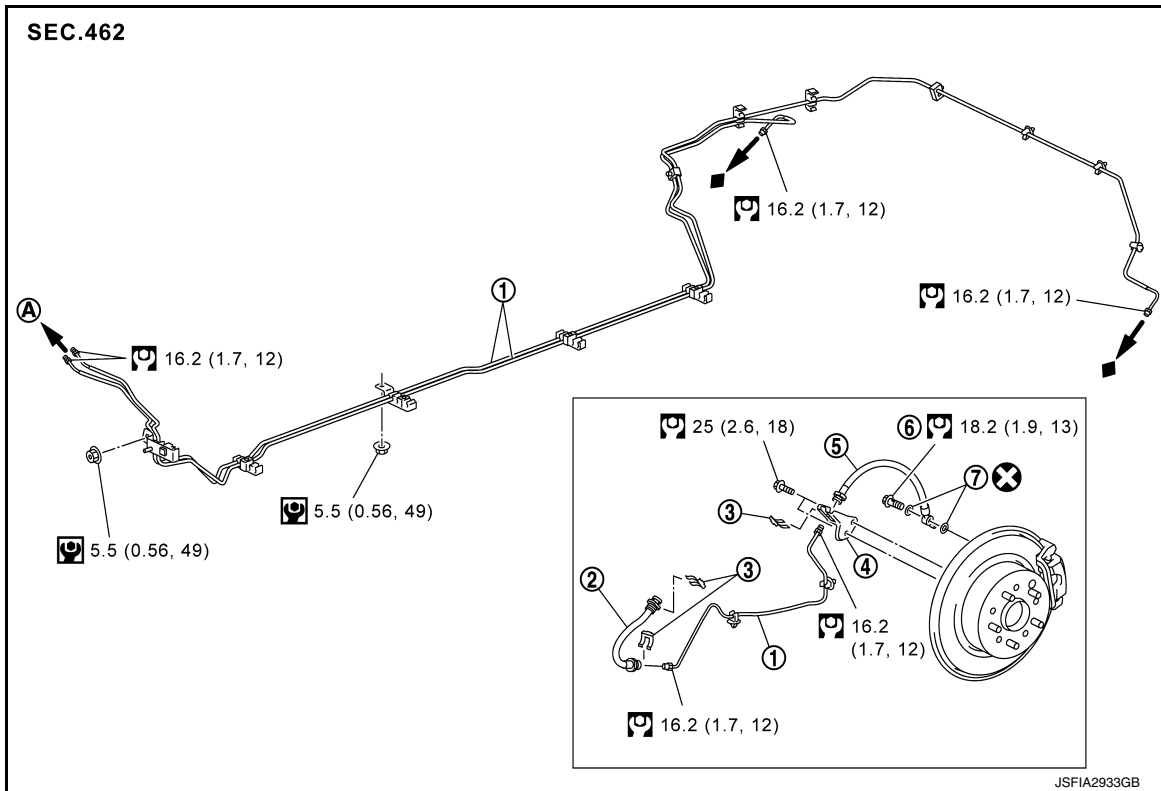 SEC.462
16.2 (1.7, 12)
16.2 (1.7, 12)
1
A
16.2 (1.7, 12)
25 (2.6, 18)
6
18.2 (1.9, 13)
5
7
5.5 (0.56, 49)
3
5.5 (0.56, 49)
4
3
2
16.2
(1.7, 12)
1
16.2 (1.7, 12)
JSFIA2933GB